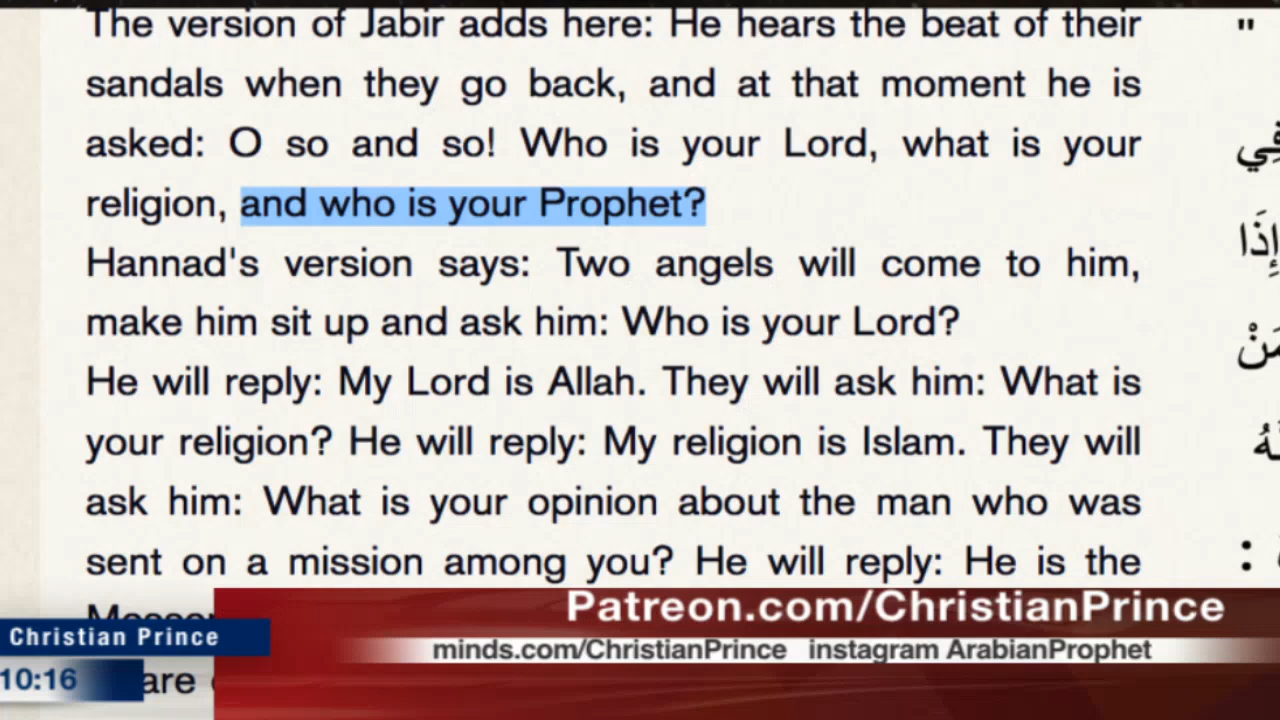 The version of Jabir adds here: He hears the beat of their
sandals when they go back, and at that moment he is
asked: O so and so! Who is your Lord, what is your
religion, and who is your Prophet?
Hannad's version says: Two angels will come to him,
make him sit up and ask him: Who is your Lord?
He will reply: My Lord is Allah. They will ask him: What is
your religion? He will reply: My religion is Islam. They will
ask him: What is your opinion about the man who was
sent on a mission among you? He will reply: He is the
are
"
فِي
إِذَا
مَنْ
:
Patreon.com/ChristianPrince
minds.com/ChristianPrince instagram ArabianProphet
Christian Prince
10:16